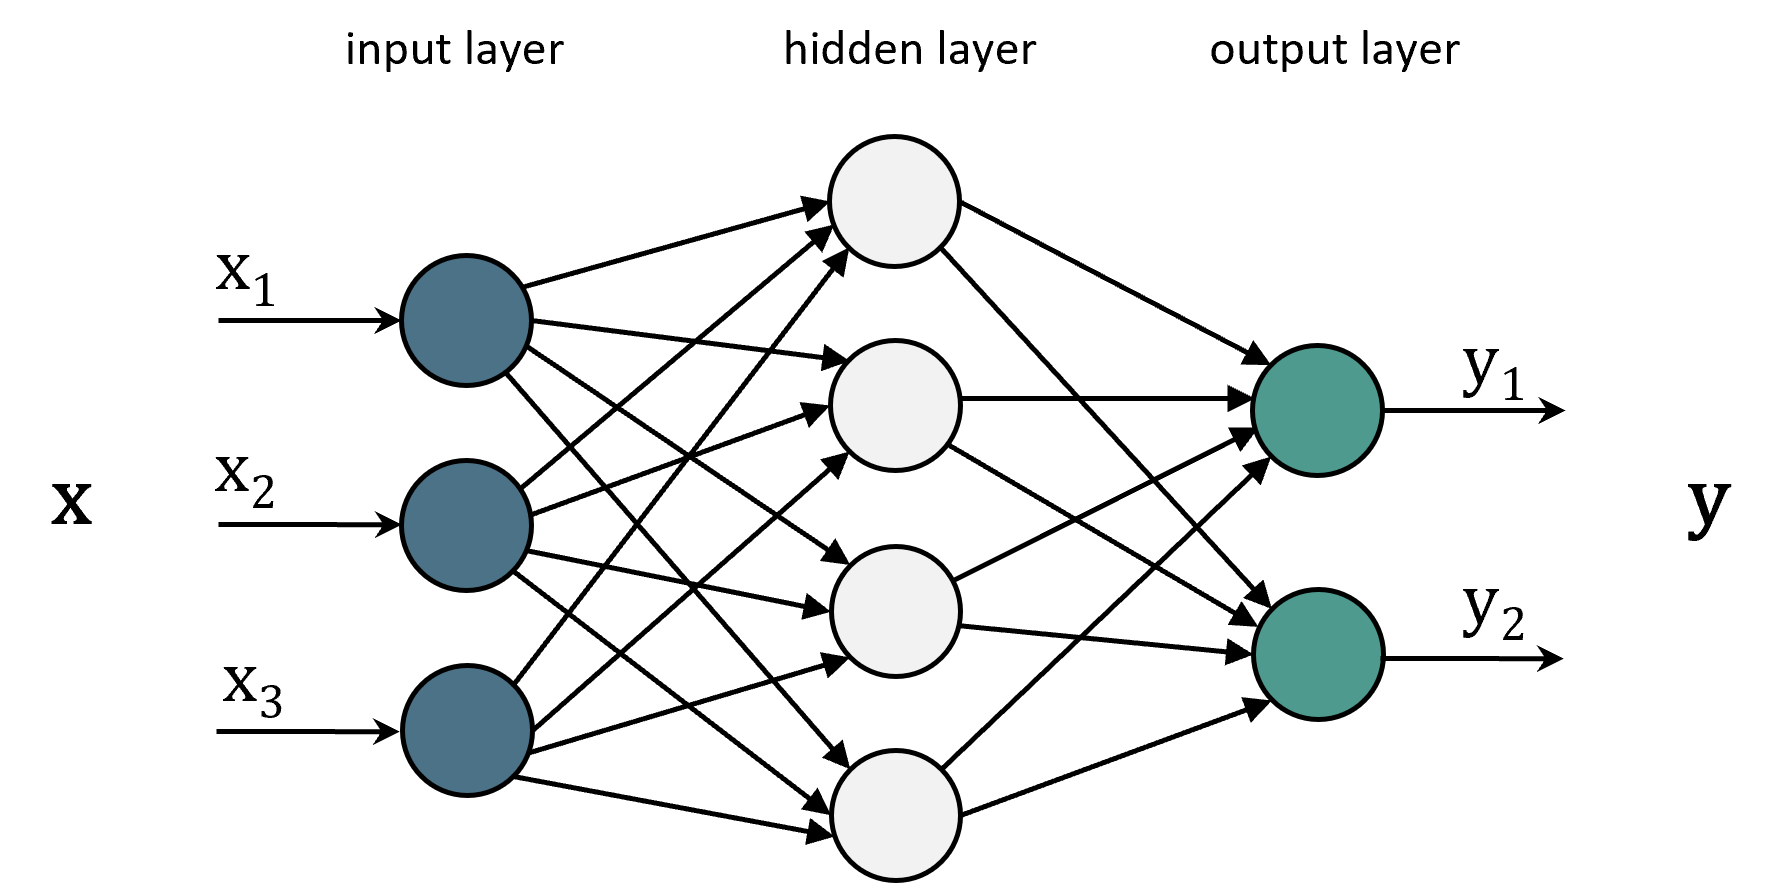 input layer
hidden layer
output layer
x₁
x₂
x₃
x
y₁
y₂
y